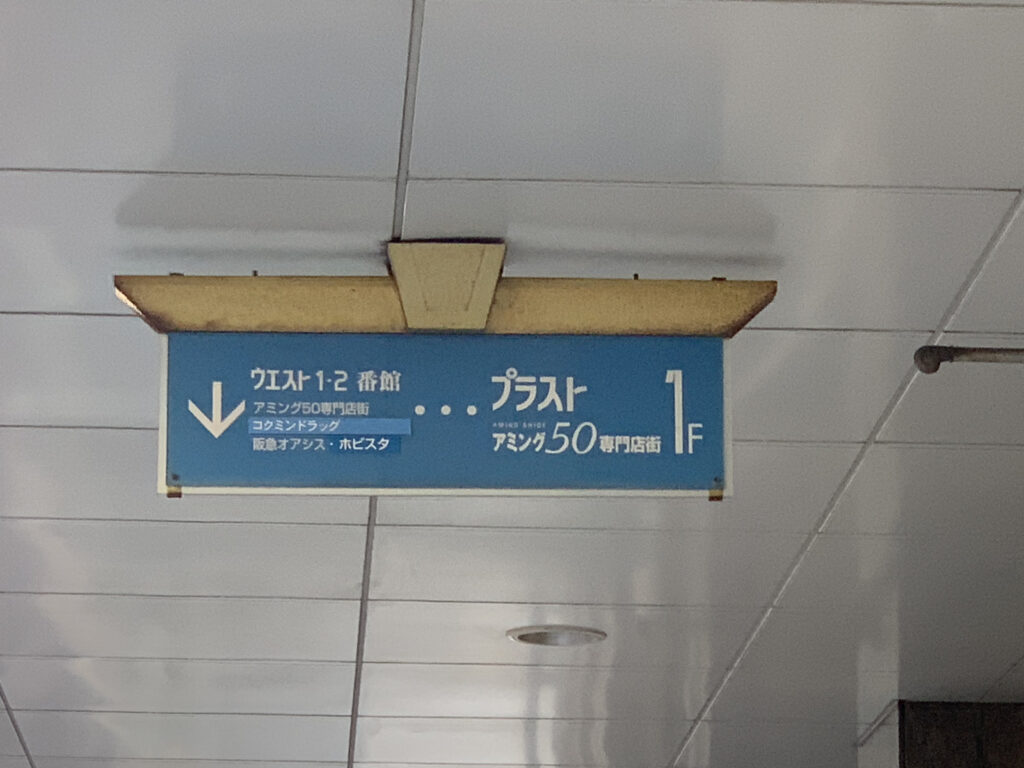 ウエスト1・2 番館
アミング50専門店街
コクミンドラッグ
阪急オアシス・ホビスタ
プラスト
アミング50専門店街
1F